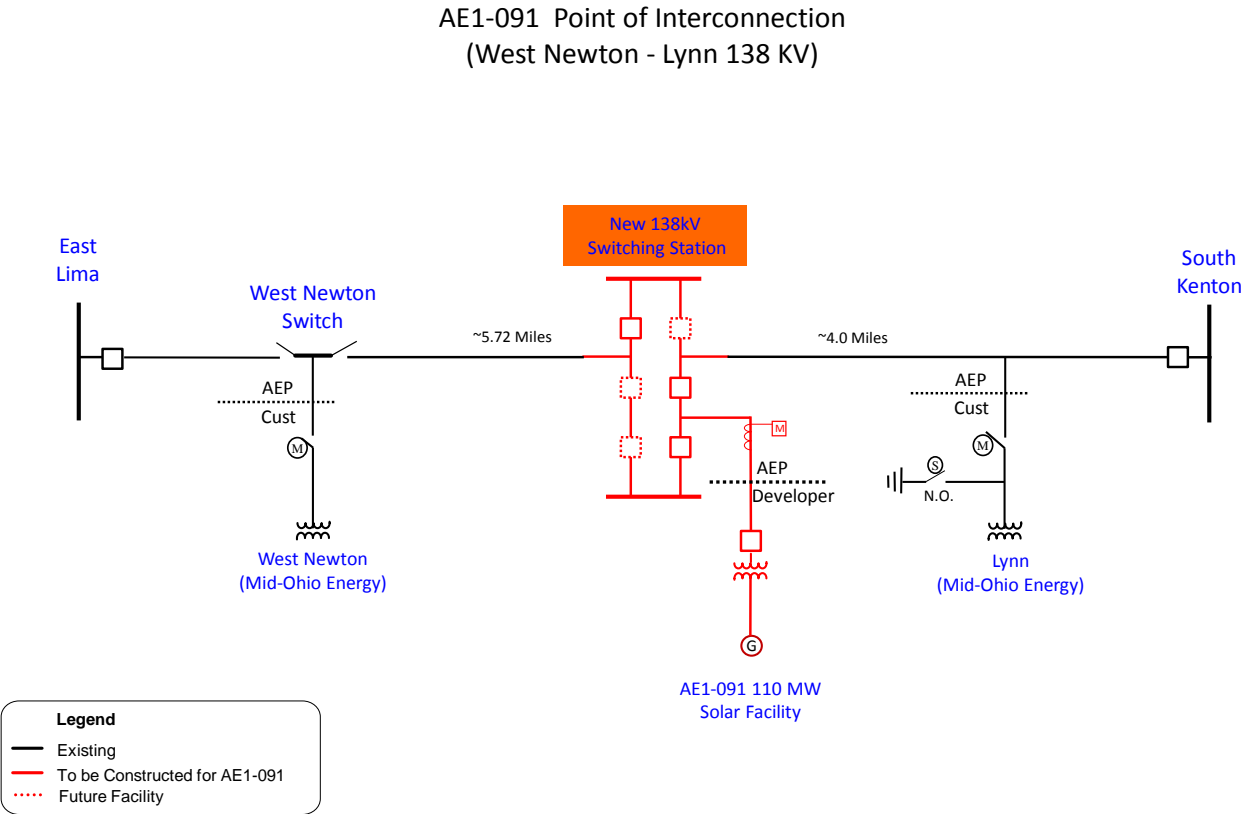 AE1-091 Point of Interconnection
(West Newton - Lynn 138 KV)
New 138kV
Switching Station
East
Lima
West Newton
Switch
South
Kenton
~5.72 Miles
~4.0 Miles
AEP
Cust
M
M
AEP
Developer
AEP
Cust
M
S
N.O.
West Newton
(Mid-Ohio Energy)
Lynn
(Mid-Ohio Energy)
G
AE1-091 110 MW
Solar Facility
Legend
Existing
To be Constructed for AE1-091
Future Facility